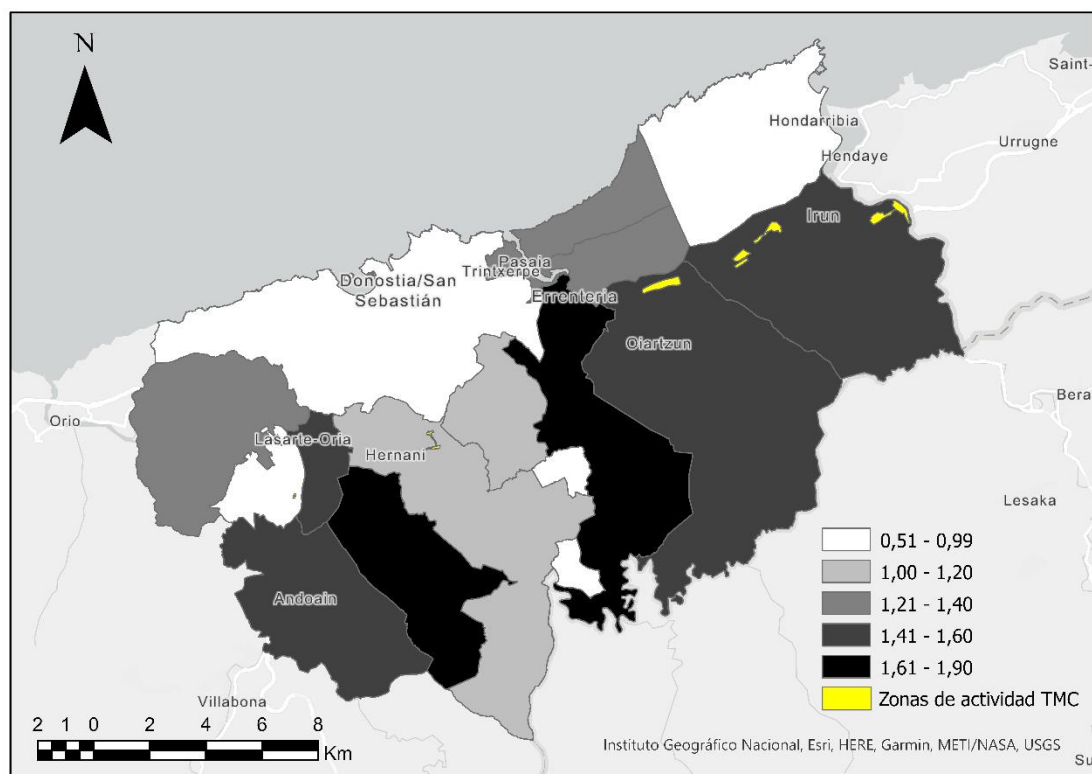 N
Saint-
Hondarribia
Urrugne
Hendaye
Irun
Pasaia
Trintxerpe
Donostia/San
Sebastián
Errenteria
Oiartzun
Bera
Orio
Lasarte-Oria
Hernani
Lesaka
Andoain
Villabona
0,51 - 0,99
1,00 - 1,20
1,21 - 1,40
1,41 - 1,60
1,61 - 1,90
Zonas de actividad TMC
2 1 0 2 4 6 8
Km
Instituto Geográfico Nacional, Esri, HERE, Garmin, METI/NASA, USGS
Su